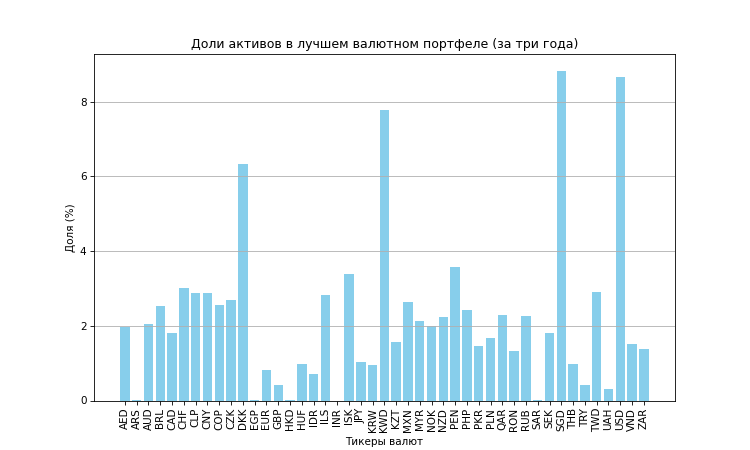 Доли активов в лучшем валютном портфеле (за три года)
Доля (%)
8
6
4
2
0
AED ARS AUD BRL CAD CHF CLP CNY COP CZK DKK EGP EUR GBP HKD HUF IDR ILS INR ISK JPY KRW KWD KZT MXN MYR NOK NZD PEN PHP PKR PLN QAR RON RUB SAR SEK SGD THB TRY TWD UAH USD VND ZAR
Тикеры валют